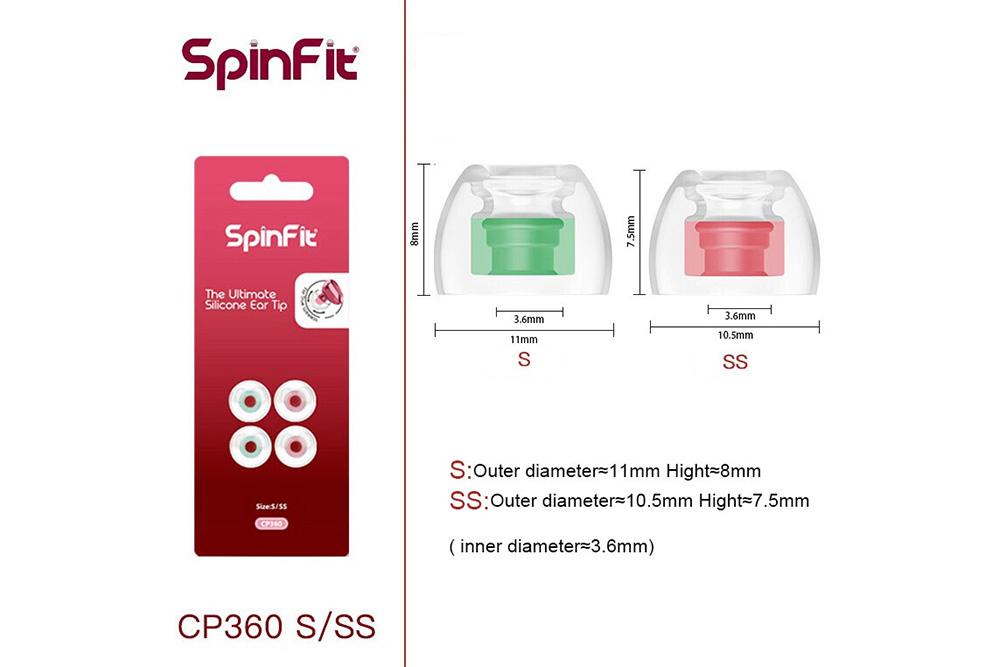 SpinFit®
SpinFit®
The Ultimate
Silicone Ear Tip
Size:S/SS
CP360
CP360 S/SS
8mm
3.6mm
11mm
S
7.5mm
3.6mm
10.5mm
SS
S:Outer diameter≈11mm Hight≈8mm
SS:Outer diameter≈10.5mm Hight≈7.5mm
( inner diameter≈3.6mm)